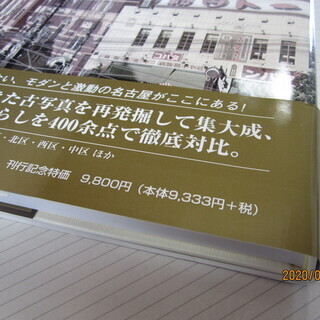 い、モダンと激動の名古屋がここにある!
た古写真を再発掘して集大成、
らしを400余点で徹底対比。
・北区・西区・中区 ほか
刊行記念特価 9,800円(本体9,333円+税)
2020/0